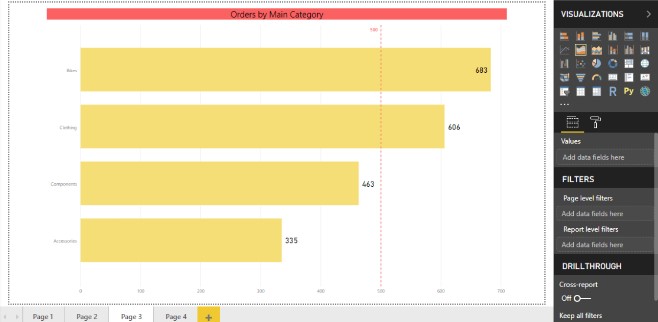 Orders by Main Category
500
Bikes
683
Clothing
606
Components
463
Accessories
335
0 100 200 300 400 500 600 700
Page 1 Page 2 Page 3 Page 4 +
VISUALIZATIONS
R Py
...
Values
Add data fields here
FILTERS
Page level filters
Add data fields here
Report level filters
Add data fields here
DRILLTHROUGH
Cross-report
Off
Keep all filters